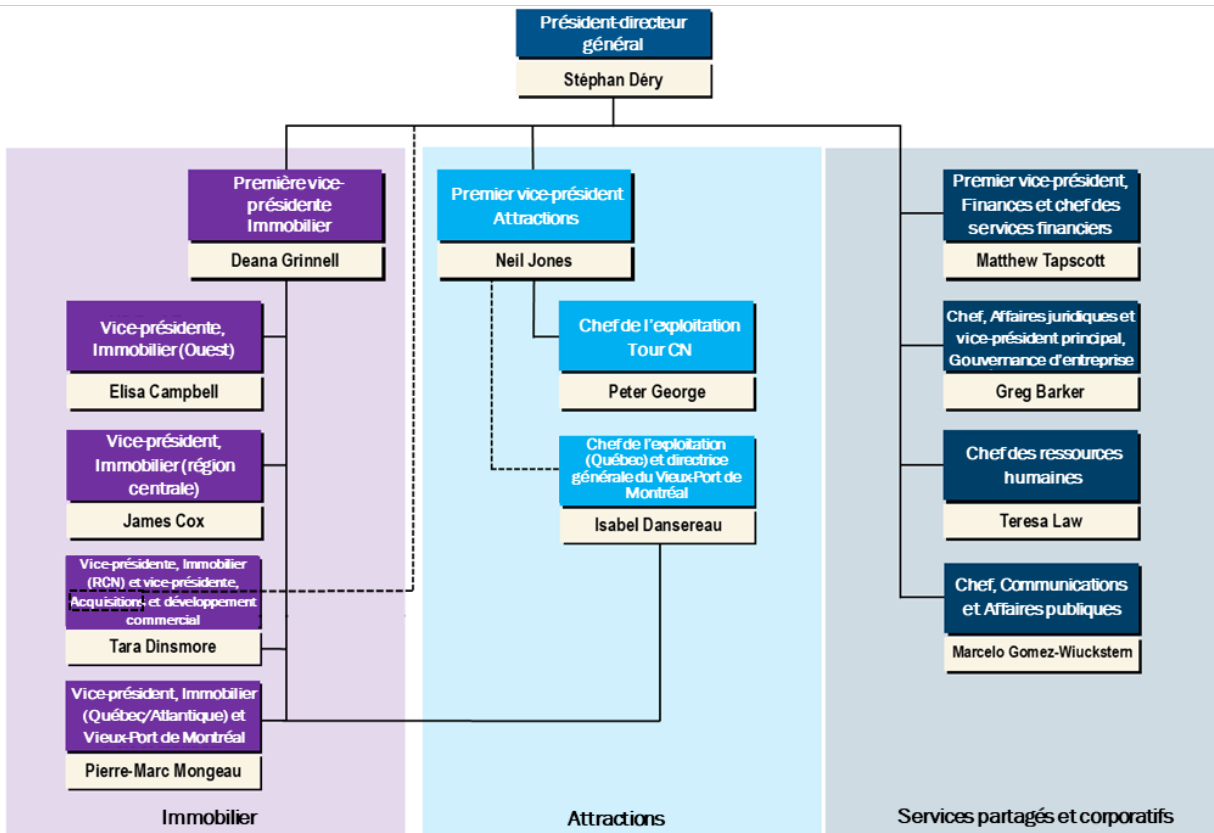 Président-directeur
général
Stéphan Déry
Première vice-
présidente
Immobilier
Deana Grinnell
Vice-présidente,
Immobilier (Ouest)
Elisa Campbell
Vice-président,
Immobilier (région
centrale)
James Cox
Vice-présidente, Immobilier
(RCN) et vice-présidente,
Acquisitions et développement
commercial
Tara Dinsmore
Vice-président, Immobilier
(Québec/Atlantique) et
Vieux-Port de Montréal
Pierre-Marc Mongeau
Immobilier
Premier vice-président
Attractions
Neil Jones
Chef de l'exploitation
Tour CN
Peter George
Chef de l'exploitation
(Québec) et directrice
générale du Vieux-Port de
Montréal
Isabel Dansereau
Attractions
Premier vice-président,
Finances et chef des
services financiers
Matthew Tapscott
Chef, Affaires juridiques et
vice-président principal,
Gouvernance d'entreprise
Greg Barker
Chef des ressources
humaines
Teresa Law
Chef, Communications
et Affaires publiques
Marcelo Gomez-Wiuckstern
Services partagés et corporatifs